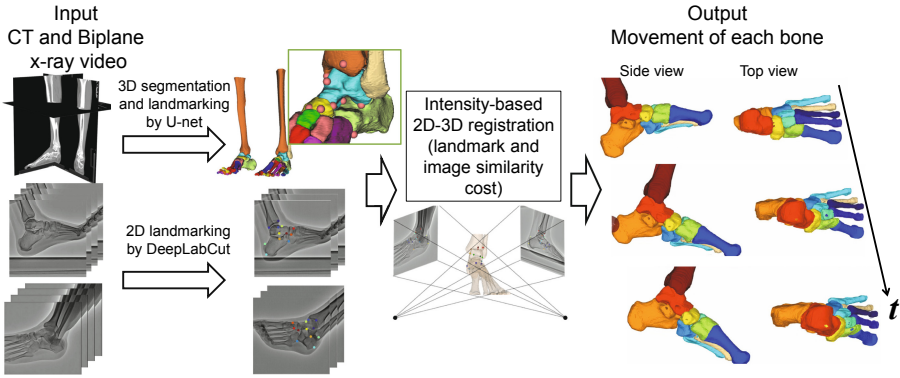 Input
CT and Biplane
x-ray video
3D segmentation
and landmarking
by U-net
2D landmarking
by DeepLabCut
Intensity-based
2D-3D registration
(landmark and
image similarity
cost)
Output
Movement of each bone
Side view
Top view
t